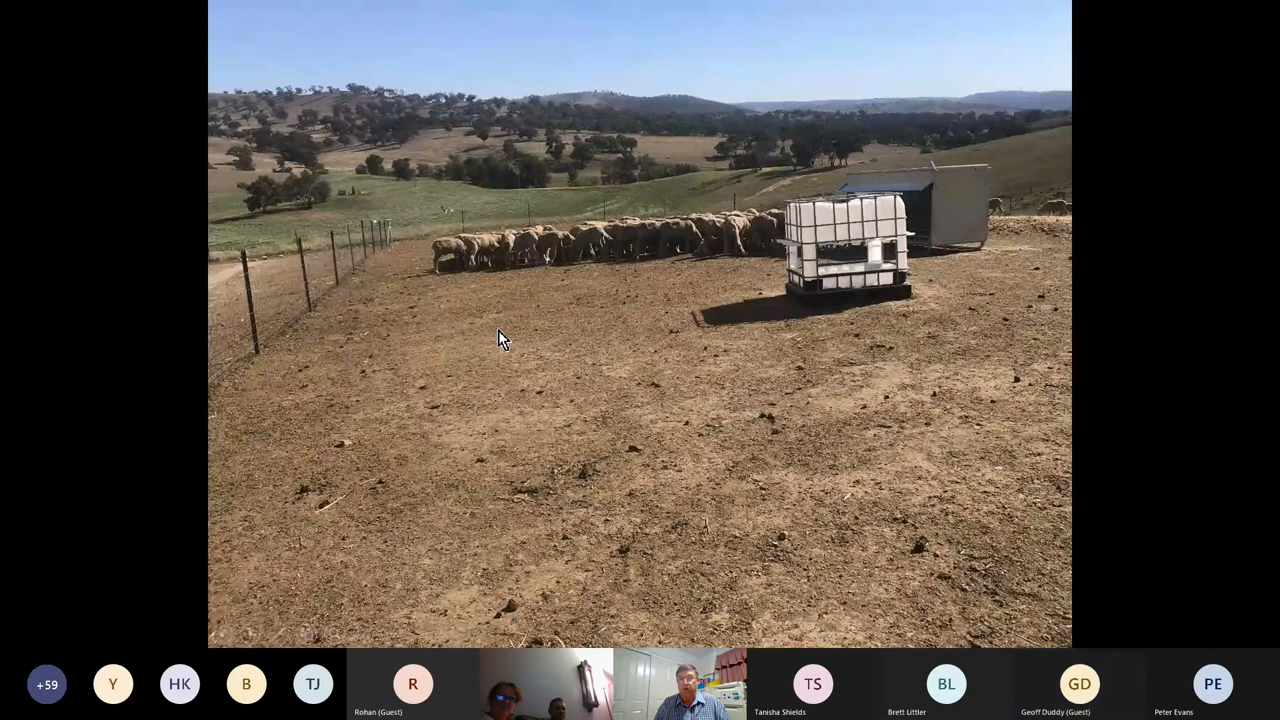 +59
Y
HK
B
TJ
R
Rohan (Guest)
TS
Tanisha Shields
BL
Brett Littler
GD
Geoff Duddy (Guest)
PE
Peter Evans